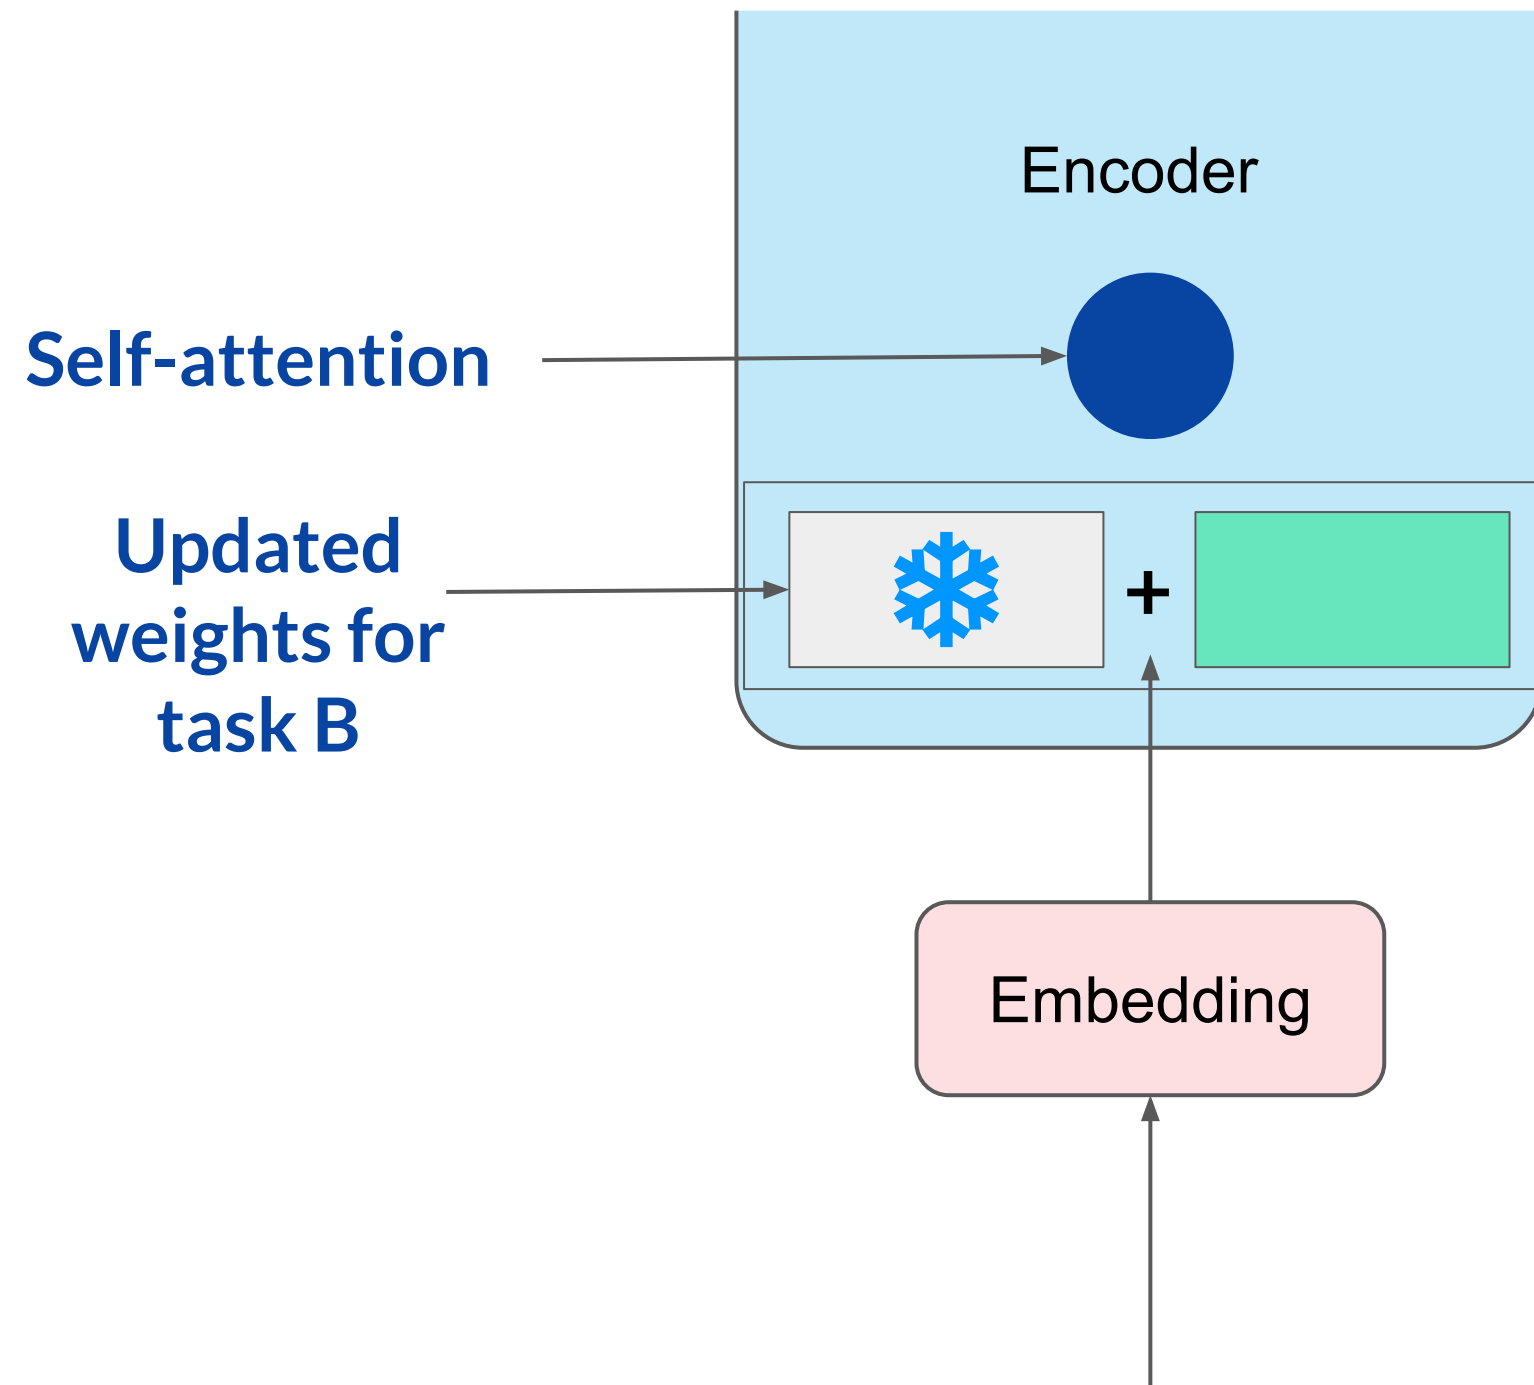 Encoder
Self-attention
Updated
weights for
task B
+
Embedding